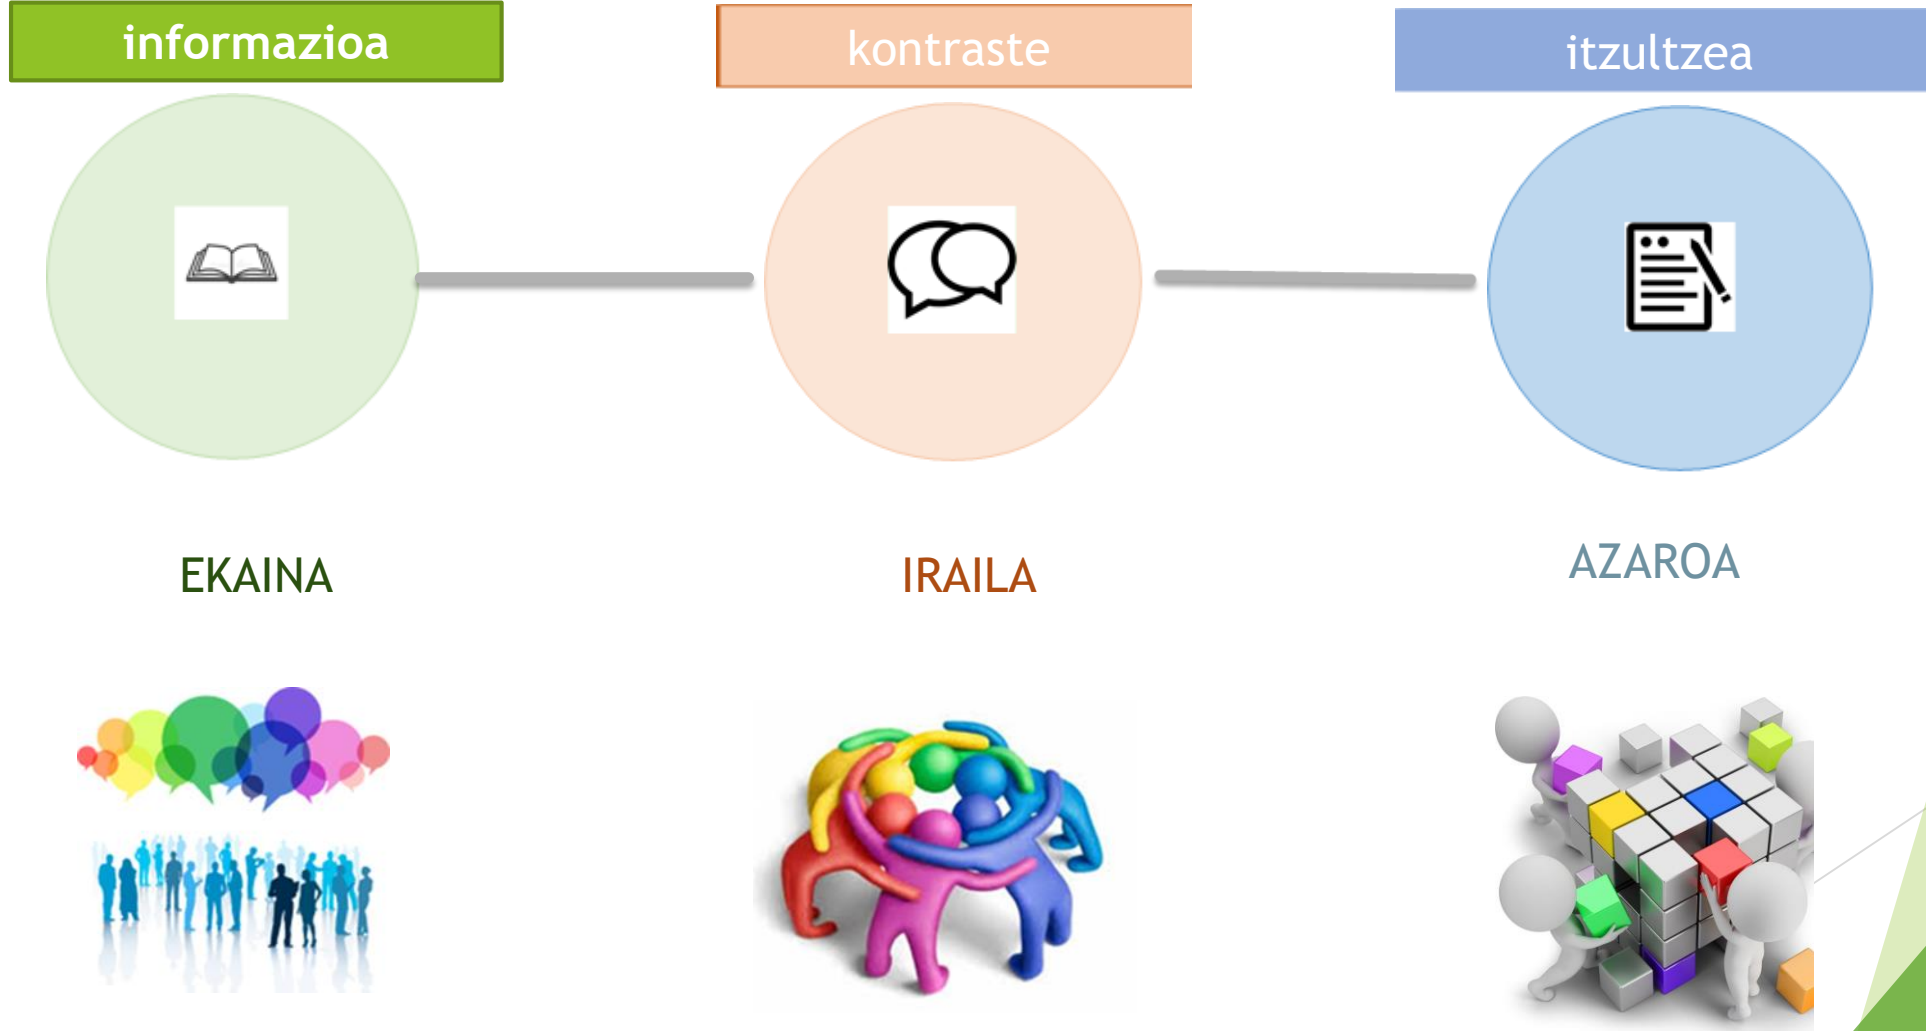 informazioa
kontraste
itzultzea
EKAINA
IRAILA
AZAROA